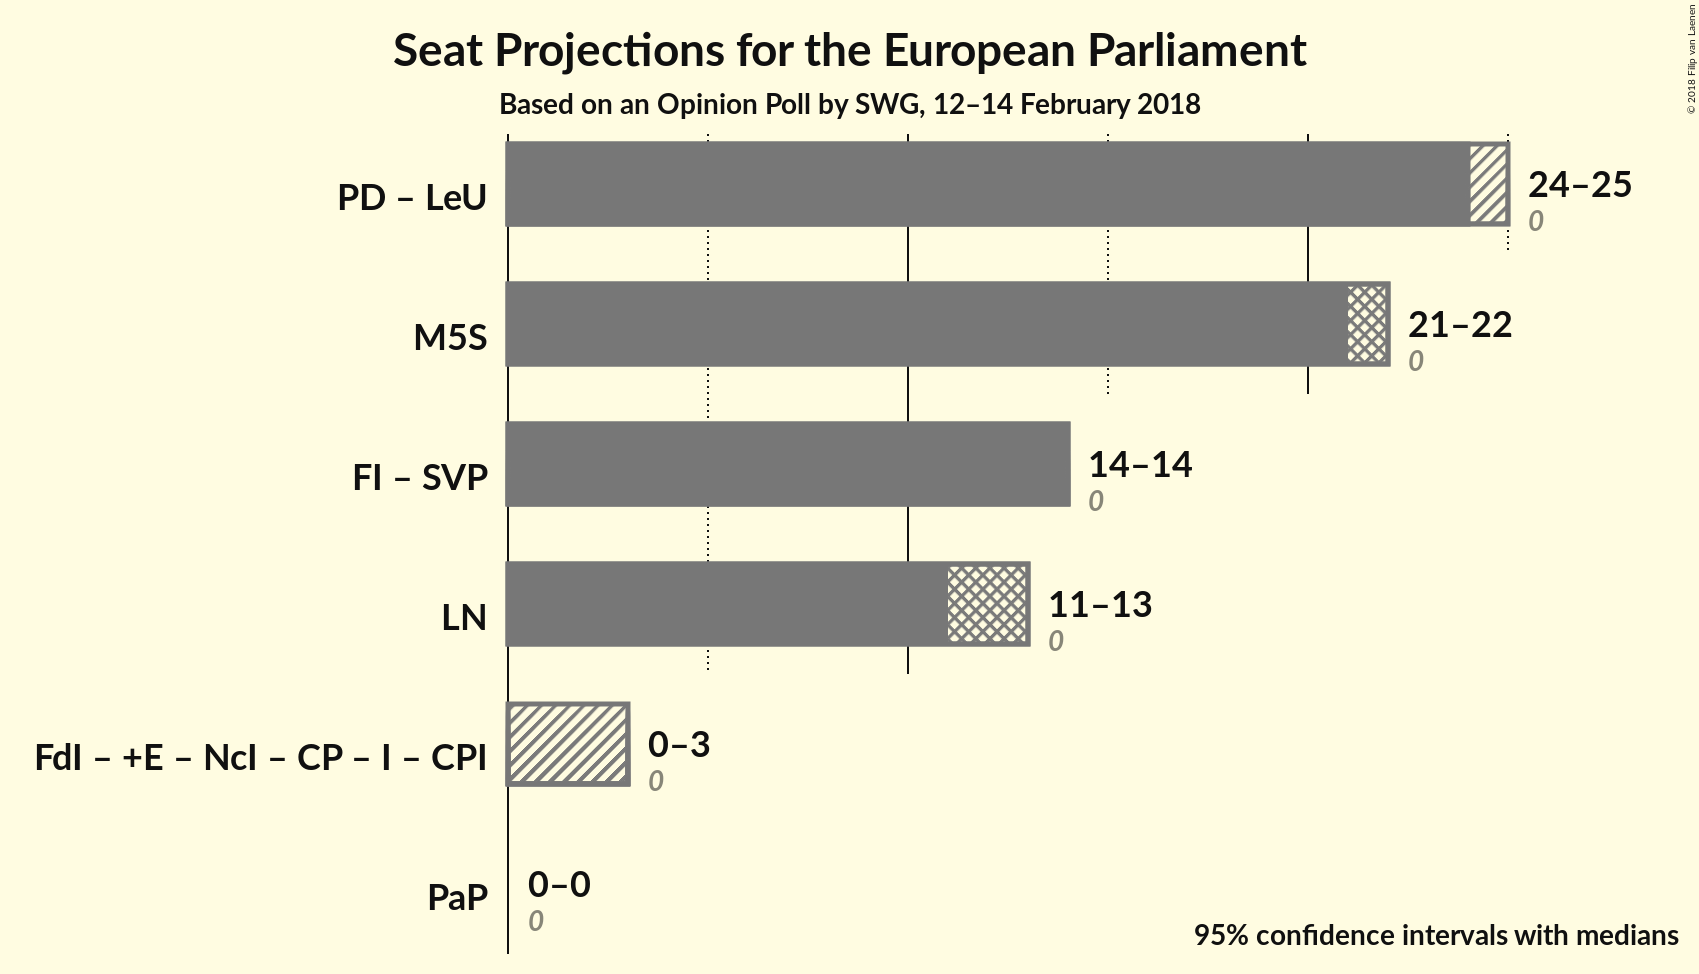 Seat Projections for the European Parliament
Based on an Opinion Poll by SWG, 12–14 February 2018
© 2018 Filip van Laenen
PD – LeU
24–25
0
M5S
21–22
0
FI – SVP
14–14
0
LN
11–13
0
FdI – +E – NcI – CP – I – CPI
0–3
0
PaP
0–0
0
95% confidence intervals with medians